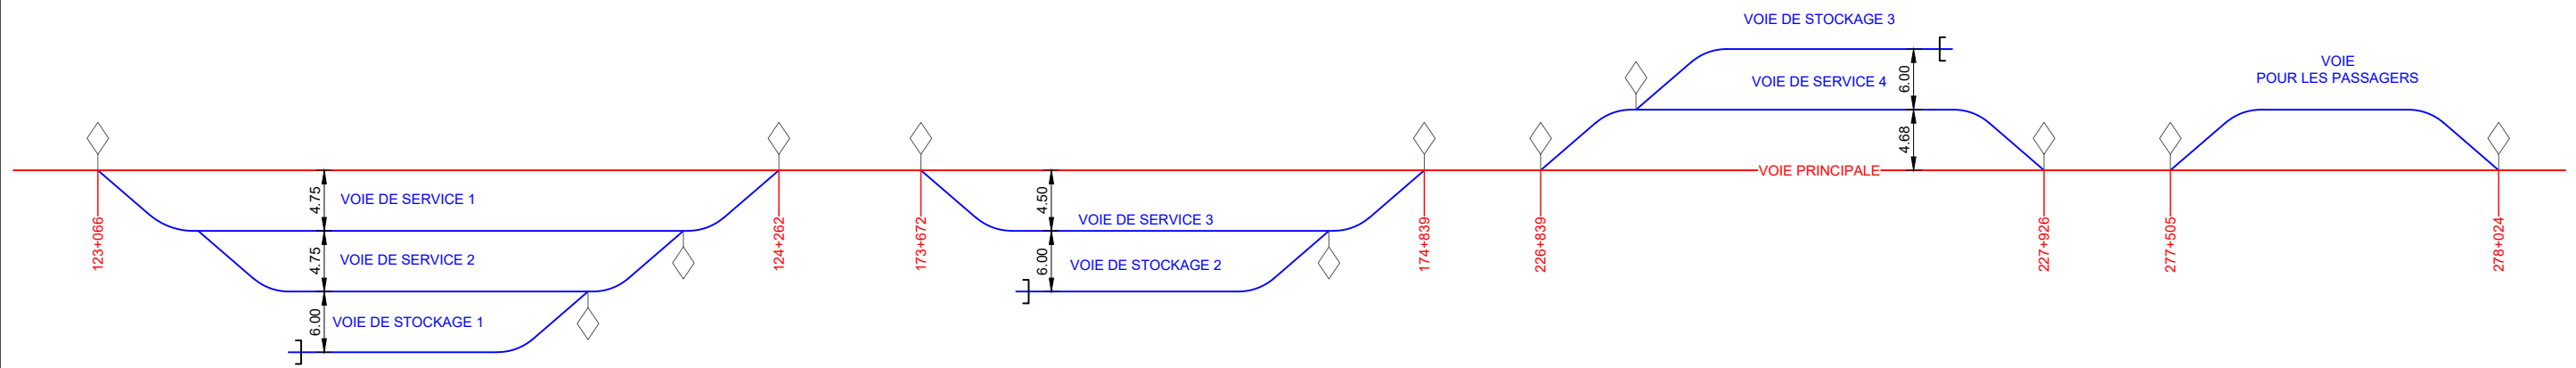 VOIE DE STOCKAGE 3
VOIE
POUR LES PASSAGERS
VOIE DE SERVICE 4
6.00
4.68
VOIE PRINCIPALE
4.75
VOIE DE SERVICE 1
4.50
VOIE DE SERVICE 3
123+066
124+262
173+672
174+839
226+839
227+926
277+505
278+024
4.75
VOIE DE SERVICE 2
6.00
VOIE DE STOCKAGE 2
6.00
VOIE DE STOCKAGE 1